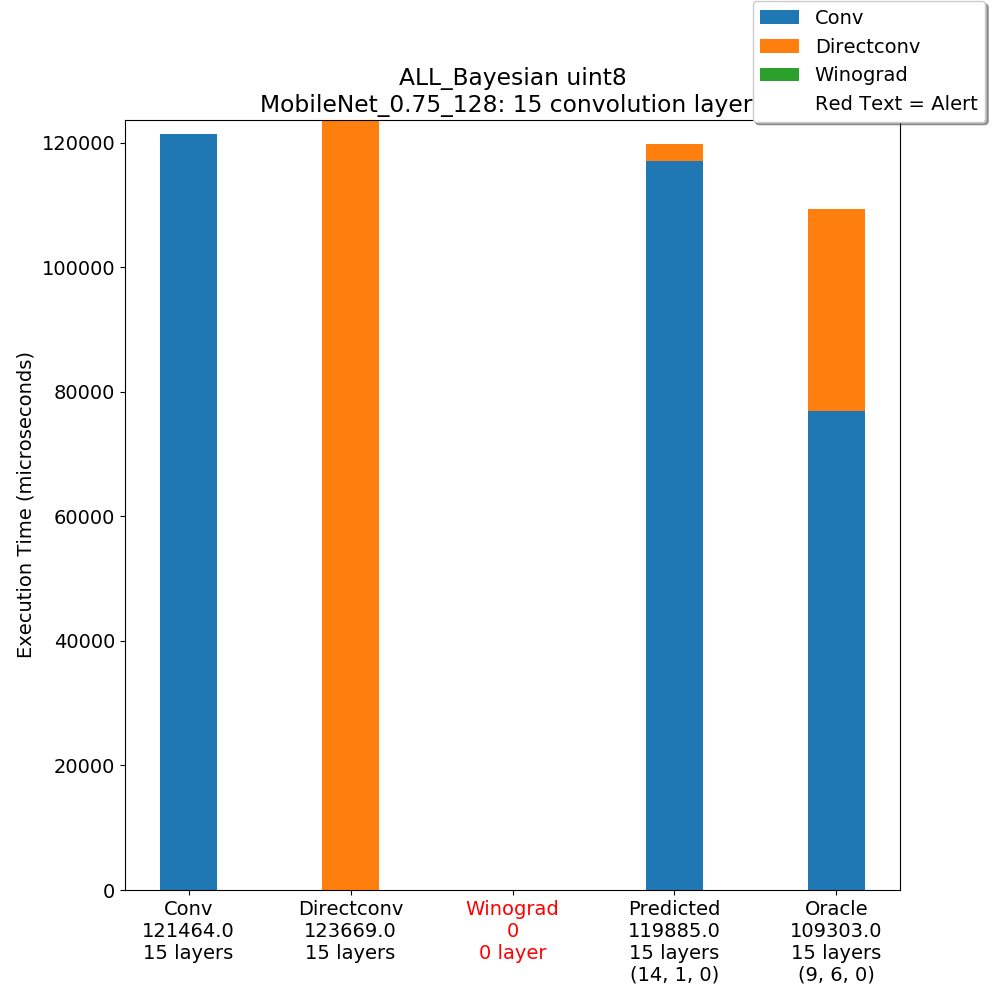 Conv
Directconv
Winograd
Red Text = Alert
ALL_Bayesian uint8
MobileNet_0.75_128: 15 convolution layer
Execution Time (microseconds)
120000
100000
80000
60000
40000
20000
0
Conv
121464.0
15 layers
Directconv
123669.0
15 layers
Winograd
0
0 layer
Predicted
119885.0
15 layers
(14, 1, 0)
Oracle
109303.0
15 layers
(9, 6, 0)